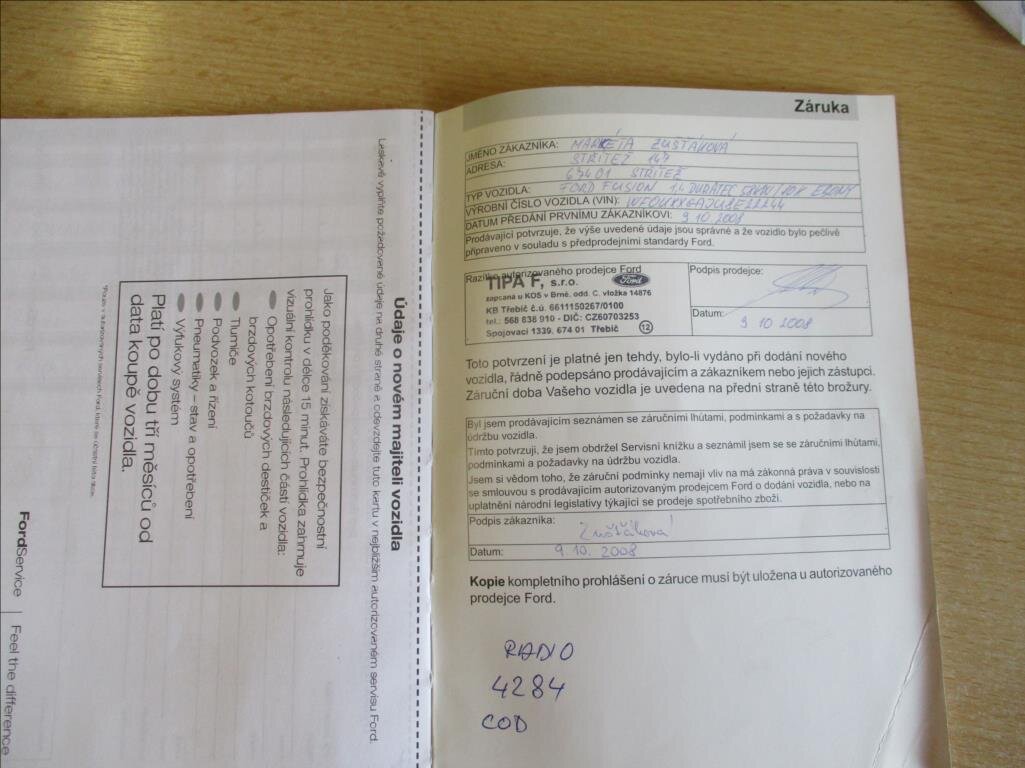 Laskavě vyplňte požadované údaje na druhé straně a odevzdejte tuto kartu v nejbližším autorizovaném servisu Ford.
Údaje o novém majiteli vozidla
Jako poděkování získáváte bezpečnostní
prohlídku v délce 15 minut. Prohlídka zahrnuje
vizuální kontrolu následujících částí vozidla:
Opotřebení brzdových destiček a
brzdových kotoučů
Tlumiče
Podvozek a řízení
Pneumatiky – stav a opotřebení
Výfukový systém
Platí po dobu tří měsíců od
data koupě vozidla.
FordService
Feel the difference
Záruka
JMÉNO ZÁKAZNÍKA: MARKÉTA ZUŠŤÁKOVÁ
ADRESA: STŘÍTEŽ 147
67401 STŘÍTEŽ
TYP VOZIDLA: FORD FUSION 1,4 DURATEC
VÝROBNÍ ČÍSLO VOZIDLA (VIN):
DATUM PŘEDÁNÍ PRVNÍMU ZÁKAZNÍKOVI: 9 10 2008
Prodávající potvrzuje, že výše uvedené údaje jsou správné a že vozidlo bylo pečlivě
připraveno v souladu s předprodejními standardy Ford.
Razítko autorizovaného prodejce Ford
TIPA F, s.r.o.
Ford
zapsaná u KOS v Brně. odd. C. vložka 14876
KB Třebíč č.ú. 6611150267/0100
tel.: 568 838 910 - DIČ: CZ60703253
Spojovací 1339, 674 01 Třebíč 12
Podpis prodejce:
Datum: 9 10 2008
Toto potvrzení je platné jen tehdy, bylo-li vydáno při dodání nového
vozidla, řádně podepsáno prodávajícím a zákazníkem nebo jejich zástupci.
Záruční doba Vašeho vozidla je uvedena na přední straně této brožury.
Byl jsem prodávajícím seznámen se záručními lhůtami, podmínkami a s požadavky na
údržbu vozidla.
Tímto potvrzuji, že jsem obdržel Servisní knížku a seznámil jsem se se záručními lhůtami,
podmínkami a požadavky na údržbu vozidla.
Jsem si vědom toho, že záruční podmínky nemají vliv na má zákonná práva v souvislosti
se smlouvou s prodávajícím autorizovaným prodejcem Ford o dodání vozidla, nebo na
uplatnění národní legislativy týkající se prodeje spotřebního zboží.
Podpis zákazníka: Zušťáková
Datum: 9. 10. 2008
Kopie kompletního prohlášení o záruce musí být uložena u autorizovaného
prodejce Ford.
RADIO
4284
COD